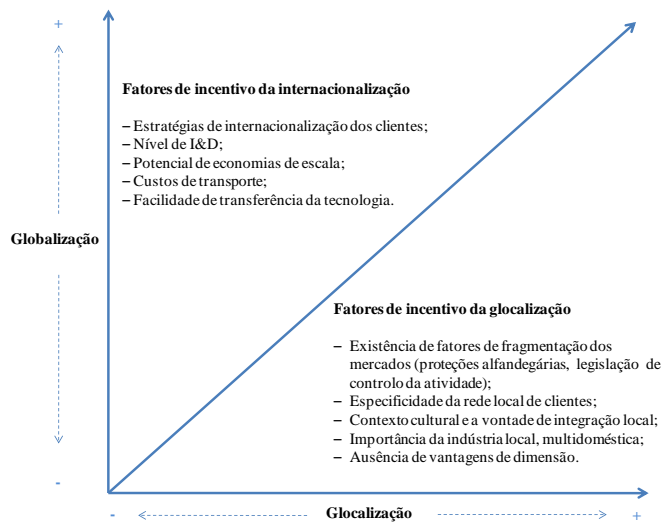 +
Fatores de incentivo da internacionalização
– Estratégias de internacionalização dos clientes;
– Nível de I&D;
– Potencial de economias de escala;
– Custos de transporte;
– Facilidade de transferência da tecnologia.
Globalização
Fatores de incentivo da glocalização
– Existência de fatores de fragmentação dos
mercados (proteções alfandegárias, legislação de
controlo da atividade);
– Especificidade da rede local de clientes;
– Contexto cultural e a vontade de integração local;
– Importância da indústria local, multidoméstica;
– Ausência de vantagens de dimensão.
-
- Glocalização +